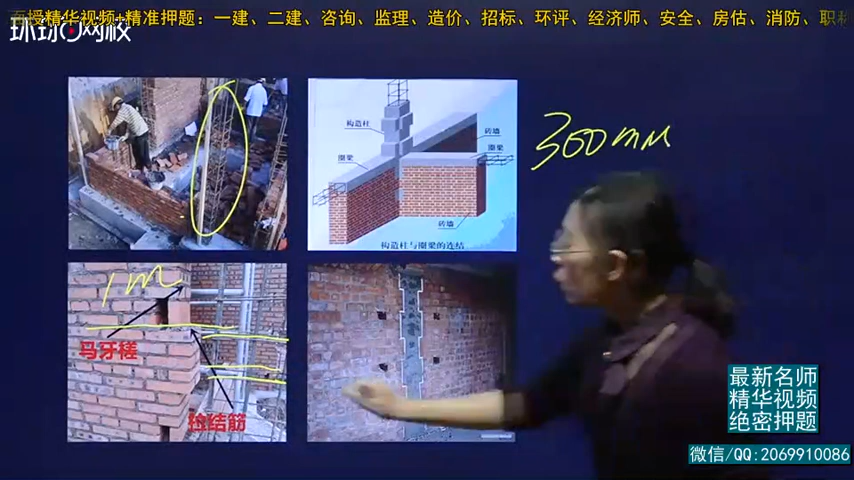 面授精华视频+精准押题：一建、二建、咨询、监理、造价、招标、环评、经济师、安全、房估、消防、职称
环球网校
构造柱
砖墙
圈梁
圈梁
砖墙
构造柱与圈梁的连结
300mm
1m
马牙槎
拉结筋
最新名师
精华视频
绝密押题
微信/QQ:2069910086